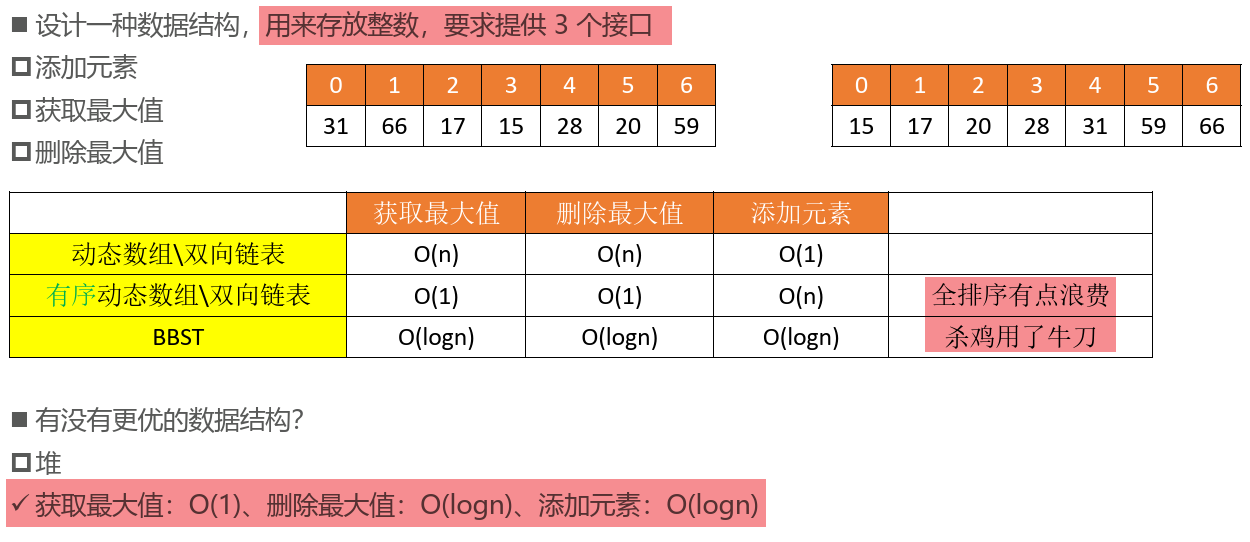 设计一种数据结构，用来存放整数，要求提供 3 个接口
添加元素
获取最大值
删除最大值
0 1 2 3 4 5 6
31 66 17 15 28 20 59
0 1 2 3 4 5 6
15 17 20 28 31 59 66
获取最大值 删除最大值 添加元素
动态数组\双向链表 O(n) O(n) O(1)
有序动态数组\双向链表 O(1) O(1) O(n) 全排序有点浪费
BBST O(logn) O(logn) O(logn) 杀鸡用了牛刀
有没有更优的数据结构？
堆
✓ 获取最大值：O(1)、删除最大值：O(logn)、添加元素：O(logn)